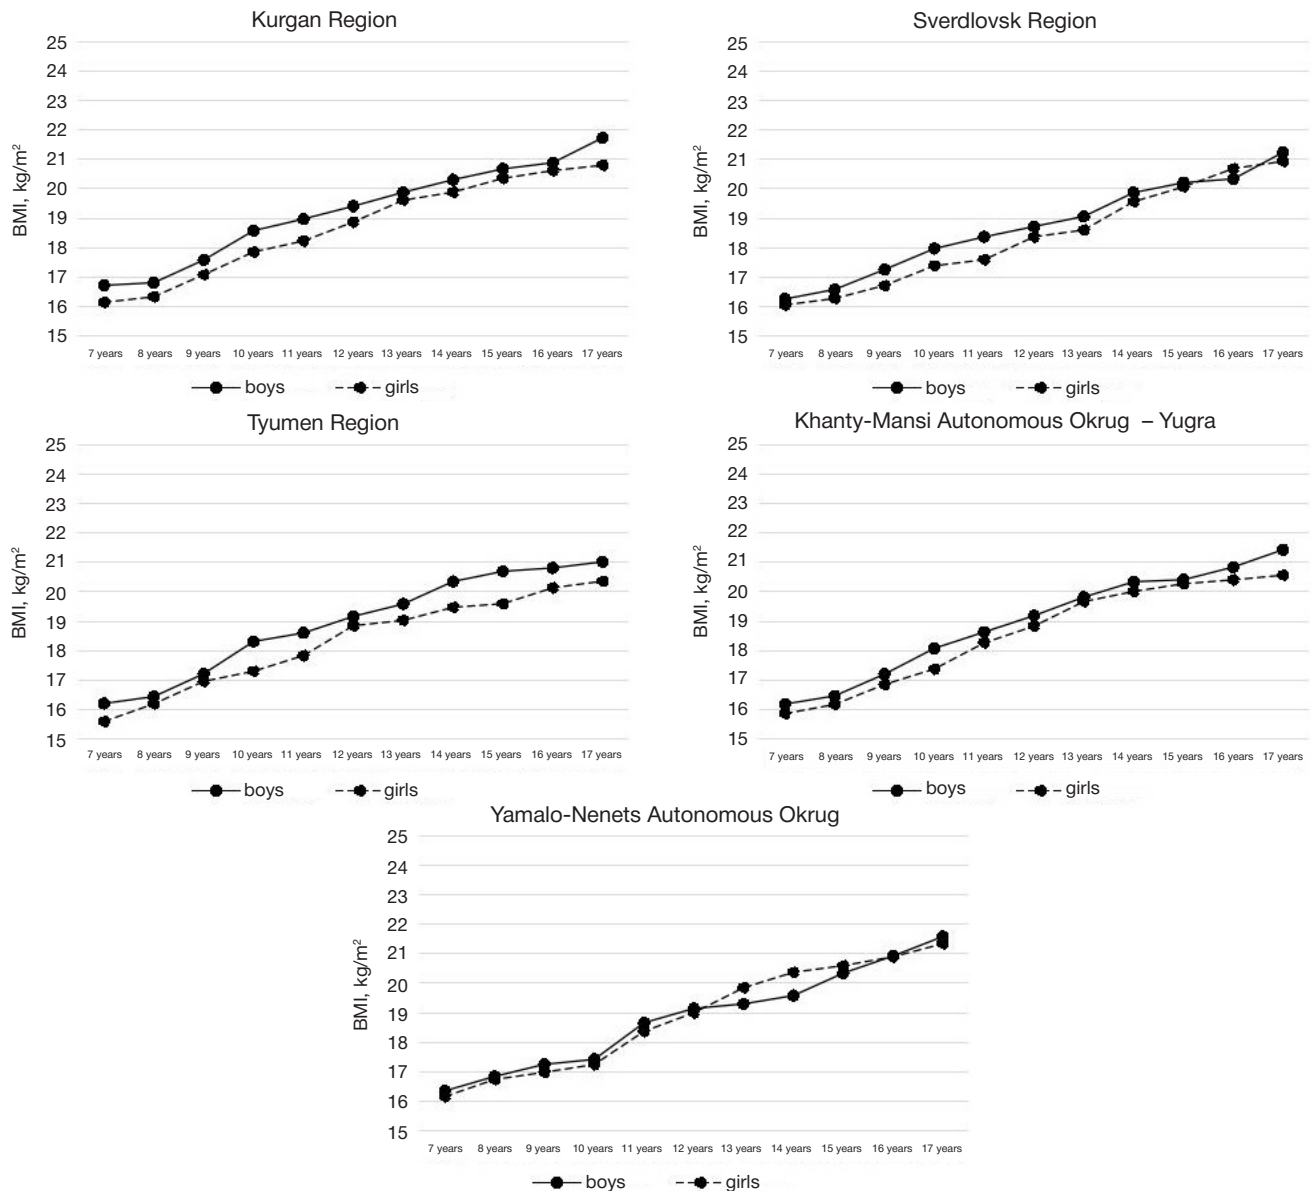 Kurgan Region
BMI, kg/m²
25
24
23
22
21
20
19
18
17
16
15
7 years 8 years 9 years 10 years 11 years 12 years 13 years 14 years 15 years 16 years 17 years
boys girls
Sverdlovsk Region
BMI, kg/m²
25
24
23
22
21
20
19
18
17
16
15
7 years 8 years 9 years 10 years 11 years 12 years 13 years 14 years 15 years 16 years 17 years
boys girls
Tyumen Region
BMI, kg/m²
25
24
23
22
21
20
19
18
17
16
15
7 years 8 years 9 years 10 years 11 years 12 years 13 years 14 years 15 years 16 years 17 years
boys girls
Khanty-Mansi Autonomous Okrug – Yugra
BMI, kg/m²
25
24
23
22
21
20
19
18
17
16
15
7 years 8 years 9 years 10 years 11 years 12 years 13 years 14 years 15 years 16 years 17 years
boys girls
Yamalo-Nenets Autonomous Okrug
BMI, kg/m²
25
24
23
22
21
20
19
18
17
16
15
7 years 8 years 9 years 10 years 11 years 12 years 13 years 14 years 15 years 16 years 17 years
boys girls